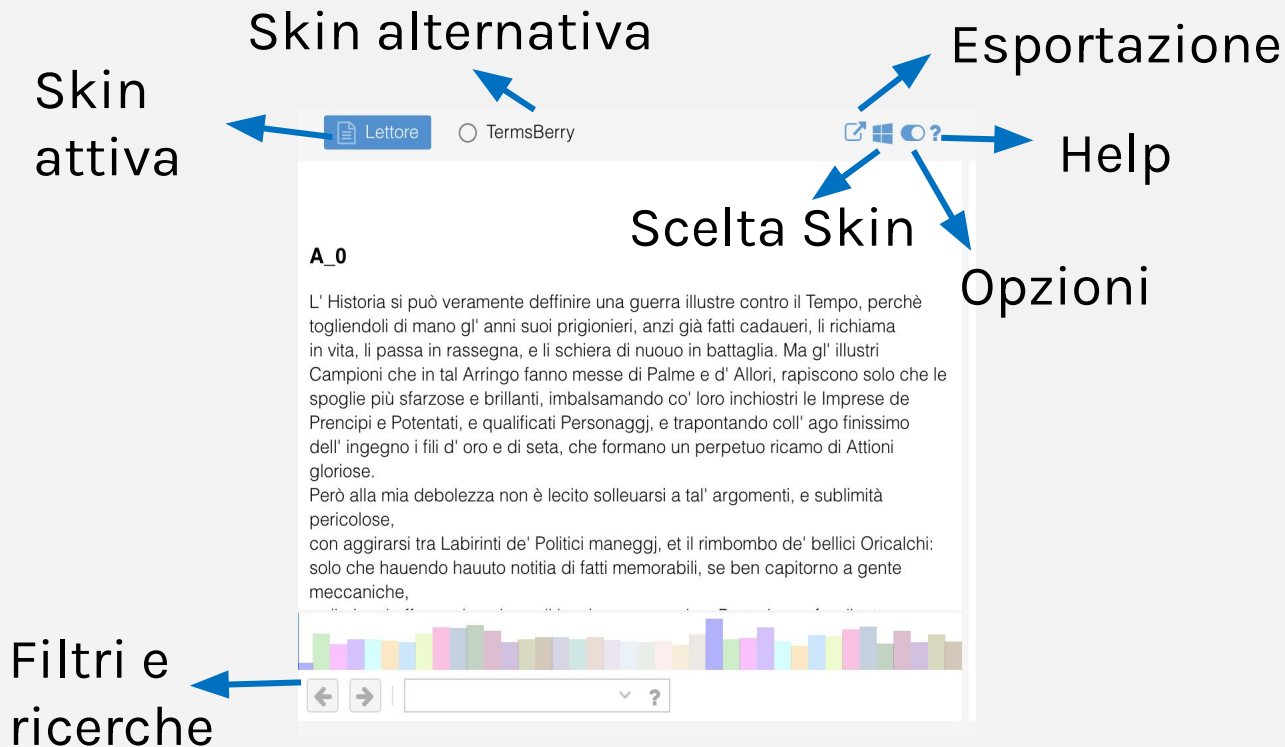 Skin alternativa
Esportazione
Skin
attiva
Lettore
TermsBerry
?
Help
Scelta Skin
Opzioni
A_0
L' Historia si può veramente deffinire una guerra illustre contro il Tempo, perchè
togliendoli di mano gl' anni suoi prigionieri, anzi già fatti cadaueri, li richiama
in vita, li passa in rassegna, e li schiera di nuouo in battaglia. Ma gl' illustri
Campioni che in tal Arringo fanno messe di Palme e d' Allori, rapiscono solo che le
spoglie più sfarzose e brillanti, imbalsamando co' loro inchiostri le Imprese de
Prencipi e Potentati, e qualificati Personaggj, e trapontando coll' ago finissimo
dell' ingegno i fili d' oro e di seta, che formano un perpetuo ricamo di Attioni
gloriose.
Però alla mia debolezza non è lecito solleuarsi a tal' argomenti, e sublimità
pericolose,
con aggirarsi tra Labirinti de' Politici maneggj, et il rimbombo de' bellici Oricalchi:
solo che hauendo hauuto notitia di fatti memorabili, se ben capitorno a gente
meccaniche,
Filtri e
ricerche
?